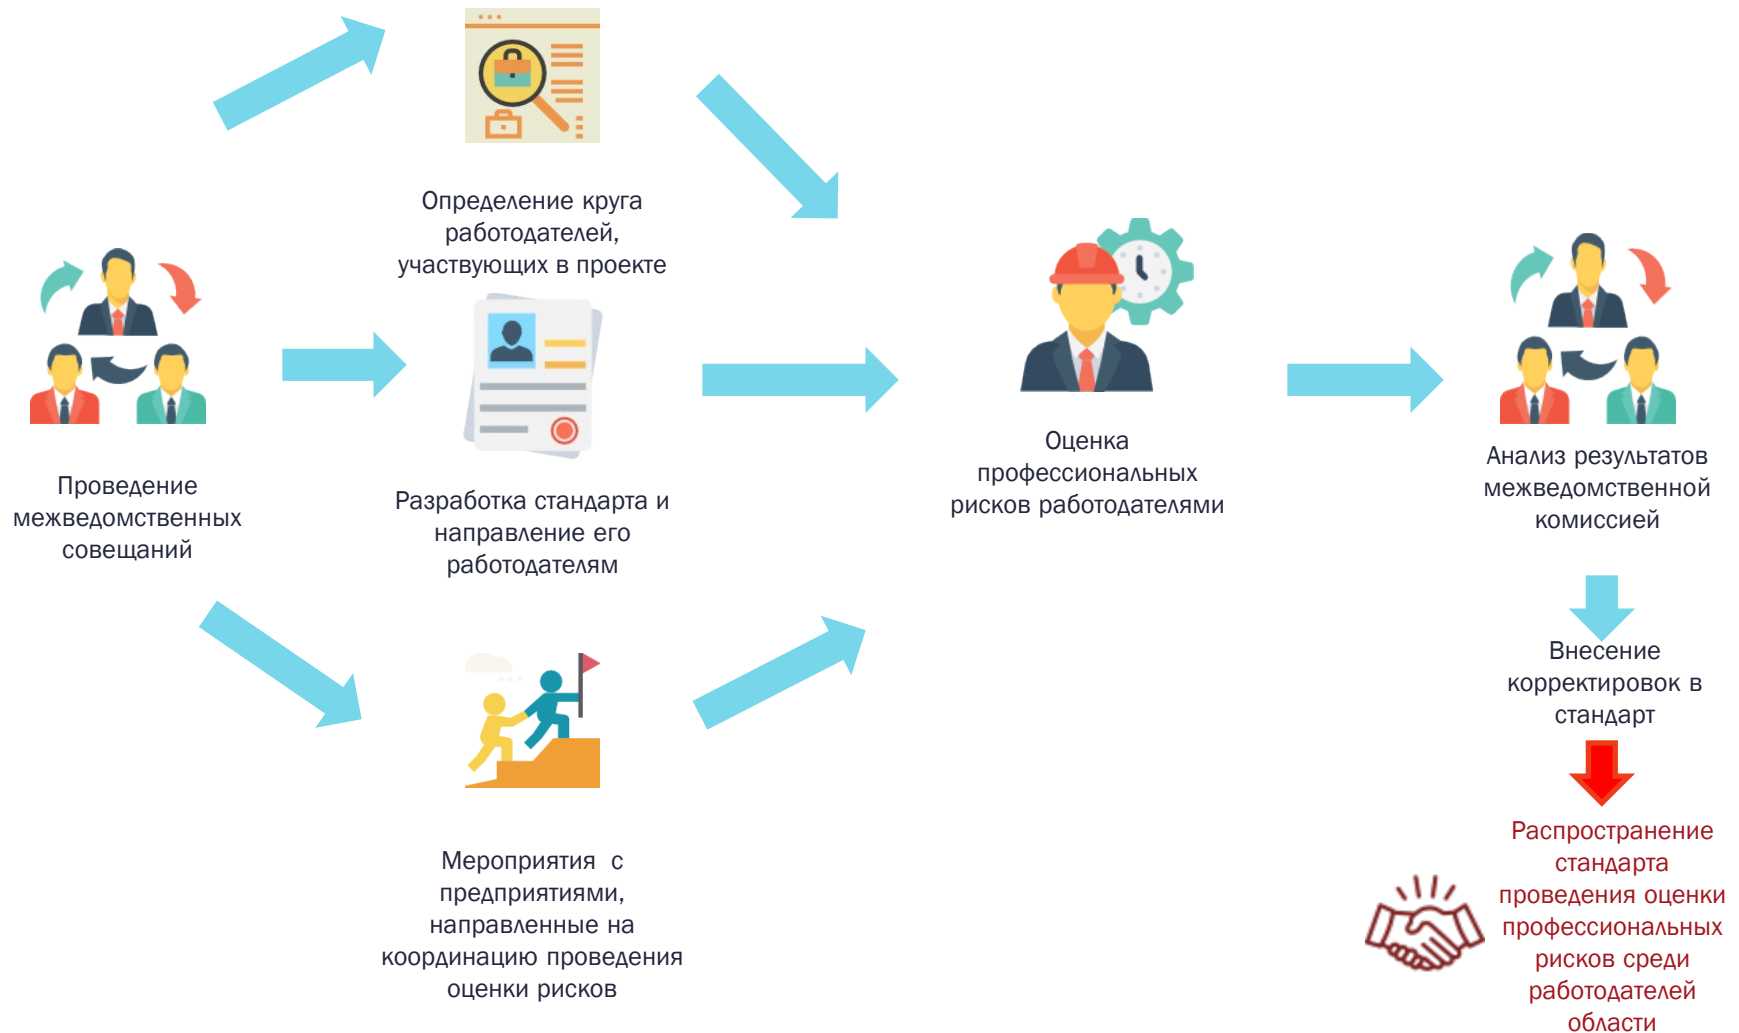 Проведение
межведомственных
совещаний
Определение круга
работодателей,
участвующих в проекте
Разработка стандарта и
направление его
работодателям
Мероприятия  с
предприятиями,
направленные на
координацию проведения
оценки рисков
Оценка
профессиональных
рисков работодателями
Анализ результатов
межведомственной
комиссией
Внесение
корректировок в
стандарт
Распространение
стандарта
проведения оценки
профессиональных
рисков среди
работодателей
области